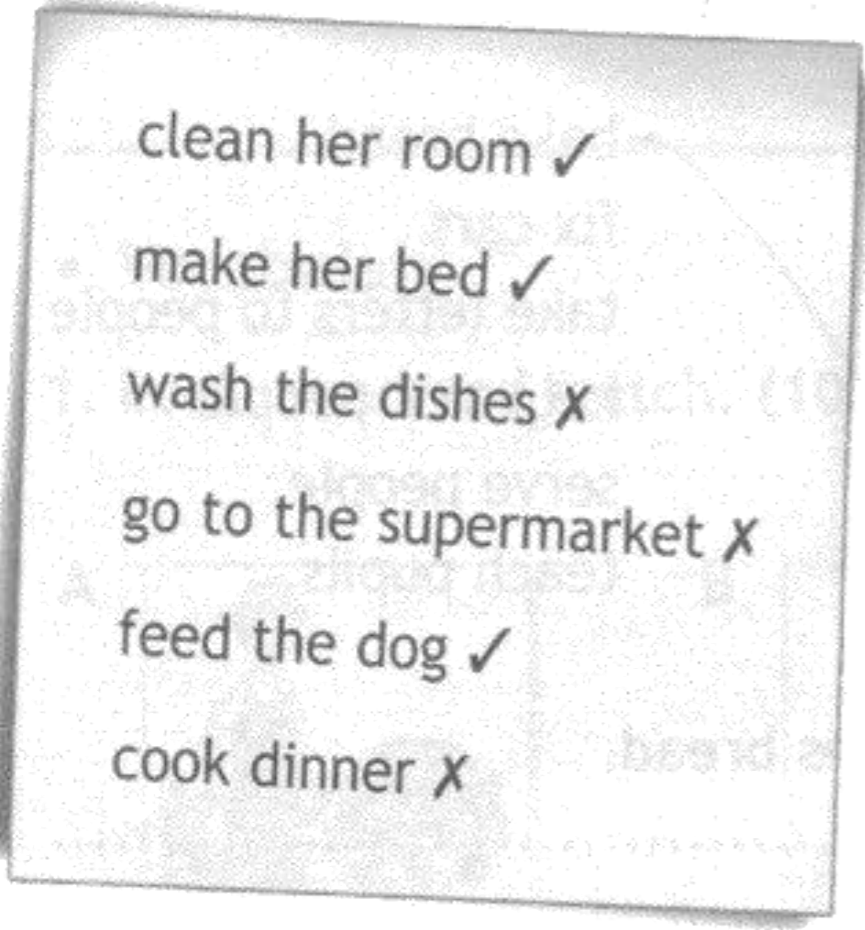 clean her room ✓
make her bed ✓
wash the dishes ✗
go to the supermarket ✗
feed the dog ✓
cook dinner ✗